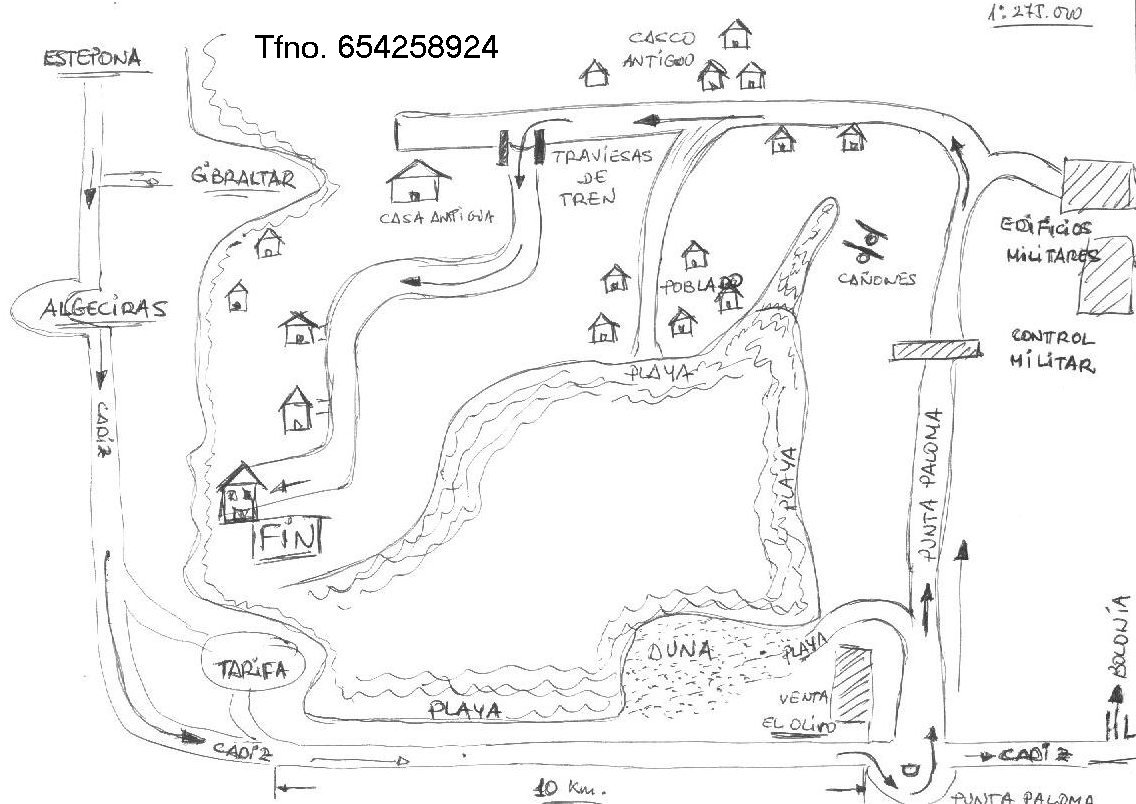 1:275.000
Tfno. 654258924
ESTEPONA
CASCO
ANTIGUO
GIBRALTAR
TRAVIESAS
DE
TREN
CASA ANTIGUA
EDIFICIOS
MILITARES
CAÑONES
POBLADO
ALGECIRAS
CONTROL
MILITAR
PLAYA
CADIZ
PLAYA
PUNTA PALOMA
FIN
BOLONIA
DUNA
PLAYA
TARIFA
VENTA
EL OLIVO
PLAYA
CADIZ
CADIZ
10 Km.
PUNTA PALOMA